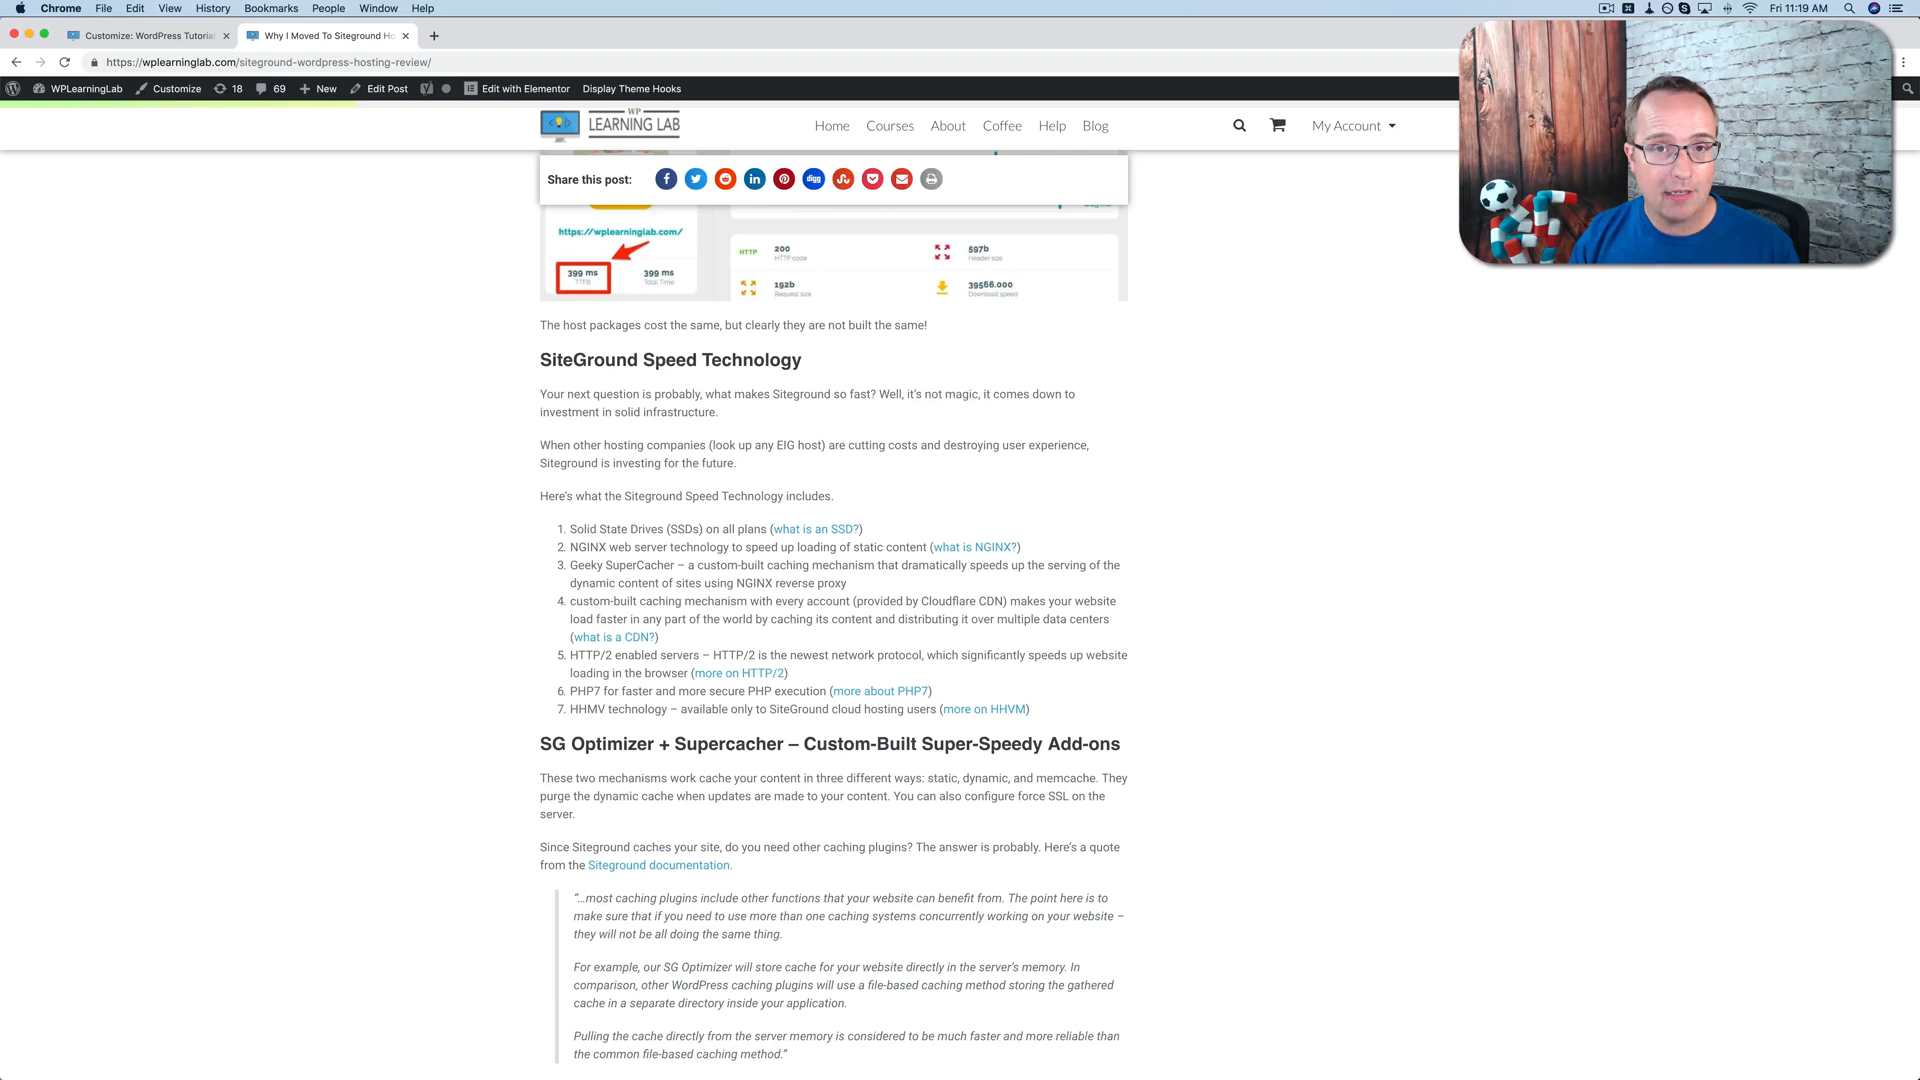 Chrome File Edit View History Bookmarks People Window Help
Fri 11:19 AM
Customize: WordPress Tutorial
Why I Moved To Siteground Ho
https://wplearninglab.com/siteground-wordpress-hosting-review/
WPLearningLab Customize 18 69 New Edit Post Edit with Elementor Display Theme Hooks
WP
LEARNING LAB
Home Courses About Coffee Help Blog My Account
Share this post:
digg
https://wplearninglab.com/
399 ms
TTFB
399 ms
Total Time
HTTP
200
HTTP code
597b
Header size
192b
Request size
39566.000
Download speed
The host packages cost the same, but clearly they are not built the same!
SiteGround Speed Technology
Your next question is probably, what makes Siteground so fast? Well, it's not magic, it comes down to
investment in solid infrastructure.
When other hosting companies (look up any EIG host) are cutting costs and destroying user experience,
Siteground is investing for the future.
Here's what the Siteground Speed Technology includes.
1. Solid State Drives (SSDs) on all plans (what is an SSD?)
2. NGINX web server technology to speed up loading of static content (what is NGINX?)
3. Geeky SuperCacher – a custom-built caching mechanism that dramatically speeds up the serving of the
dynamic content of sites using NGINX reverse proxy
4. custom-built caching mechanism with every account (provided by Cloudflare CDN) makes your website
load faster in any part of the world by caching its content and distributing it over multiple data centers
(what is a CDN?)
5. HTTP/2 enabled servers – HTTP/2 is the newest network protocol, which significantly speeds up website
loading in the browser (more on HTTP/2)
6. PHP7 for faster and more secure PHP execution (more about PHP7)
7. HHMV technology – available only to SiteGround cloud hosting users (more on HHVM)
SG Optimizer + Supercacher – Custom-Built Super-Speedy Add-ons
These two mechanisms work cache your content in three different ways: static, dynamic, and memcache. They
purge the dynamic cache when updates are made to your content. You can also configure force SSL on the
server.
Since Siteground caches your site, do you need other caching plugins? The answer is probably. Here's a quote
from the Siteground documentation.
"…most caching plugins include other functions that your website can benefit from. The point here is to
make sure that if you need to use more than one caching systems concurrently working on your website –
they will not be all doing the same thing.
For example, our SG Optimizer will store cache for your website directly in the server's memory. In
comparison, other WordPress caching plugins will use a file-based caching method storing the gathered
cache in a separate directory inside your application.
Pulling the cache directly from the server memory is considered to be much faster and more reliable than
the common file-based caching method."